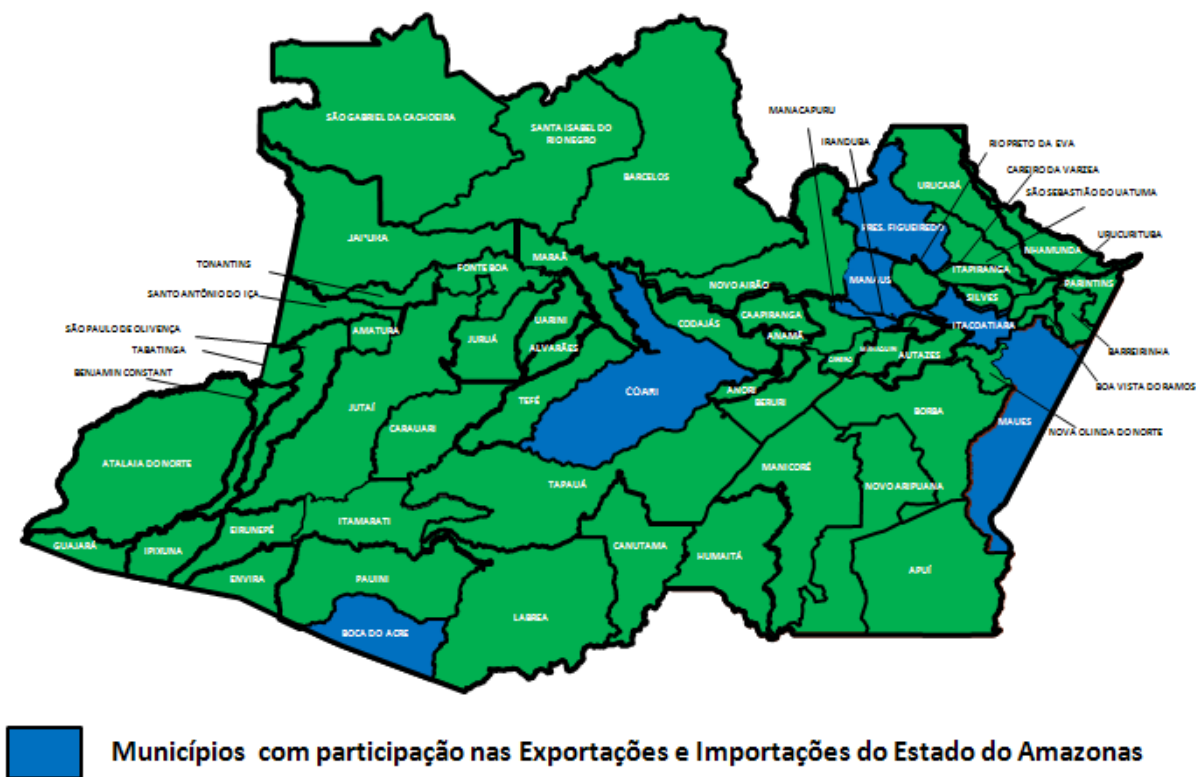 MANACAPURU
SÃO GABRIEL DA CACHOEIRA
SANTA ISABEL DO
RIO NEGRO
IRANDUBA
RIO PRETO DA EVA
CAREIRO DA VARZEA
BARCELOS
URUCARÁ
SÃO SEBASTIÃO DO UATUMA
PRES. FIGUEIREDO
URUCURITUBA
JAPURA
NHAMUNDA
MARAÃ
TONANTINS
FONTE BOA
ITAPIRANGA
MANAUS
PARINTINS
NOVO AIRÃO
SANTO ANTÔNIO DO IÇA
SILVES
CAAPIRANGA
UARINI
CODAJÁS
ITACOATIARA
SÃO PAULO DE OLIVENÇA
AMATURA
ANAMÃ
JURUÁ
ALVARÃES
TABATINGA
BARREIRINHA
AUTAZES
BENJAMIN CONSTANT
COARI
BOA VISTA DO RAMOS
ANORI
TEFÉ
BERURI
JUTAÍ
BORBA
MAUES
CARAUARI
NOVA OLINDA DO NORTE
ATALAIA DO NORTE
MANICORÉ
TAPAUÁ
NOVO ARIPUANA
ITAMARATI
EIRUNEPÉ
GUAJARÁ
IPIXUNA
CANUTAMA
HUMAITÁ
APUÍ
ENVIRA
PAUINI
LABREA
BOCA DO ACRE
Municípios com participação nas Exportações e Importações do Estado do Amazonas